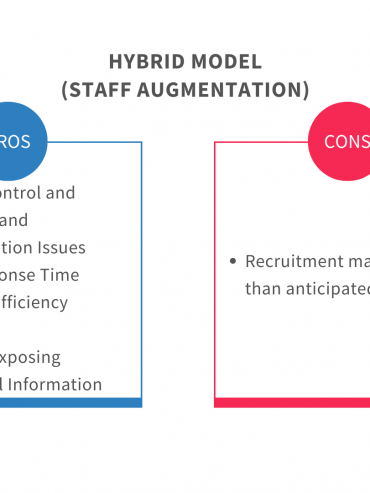 HYBRID MODEL
(STAFF AUGMENTATION)
ROS
ontrol and
and
tion Issues
onse Time
fficiency
xposing
l Information
CONS
• Recruitment ma
than anticipated